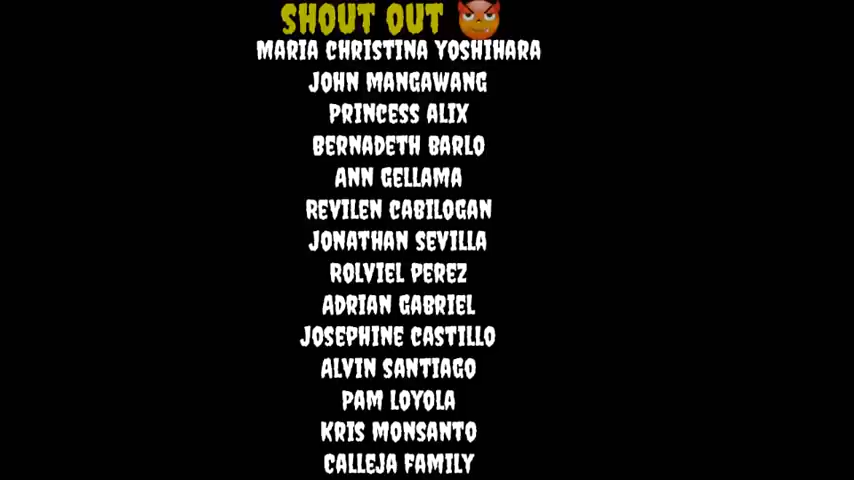 SHOUT OUT 😈
MARIA CHRISTINA YOSHIHARA
JOHN MANGAWANG
PRINCESS ALIX
BERNADETH BARLO
ANN GELLAMA
REVILEN CABILOGAN
JONATHAN SEVILLA
ROLVIEL PEREZ
ADRIAN GABRIEL
JOSEPHINE CASTILLO
ALVIN SANTIAGO
PAM LOYOLA
KRIS MONSANTO
CALLEJA FAMILY